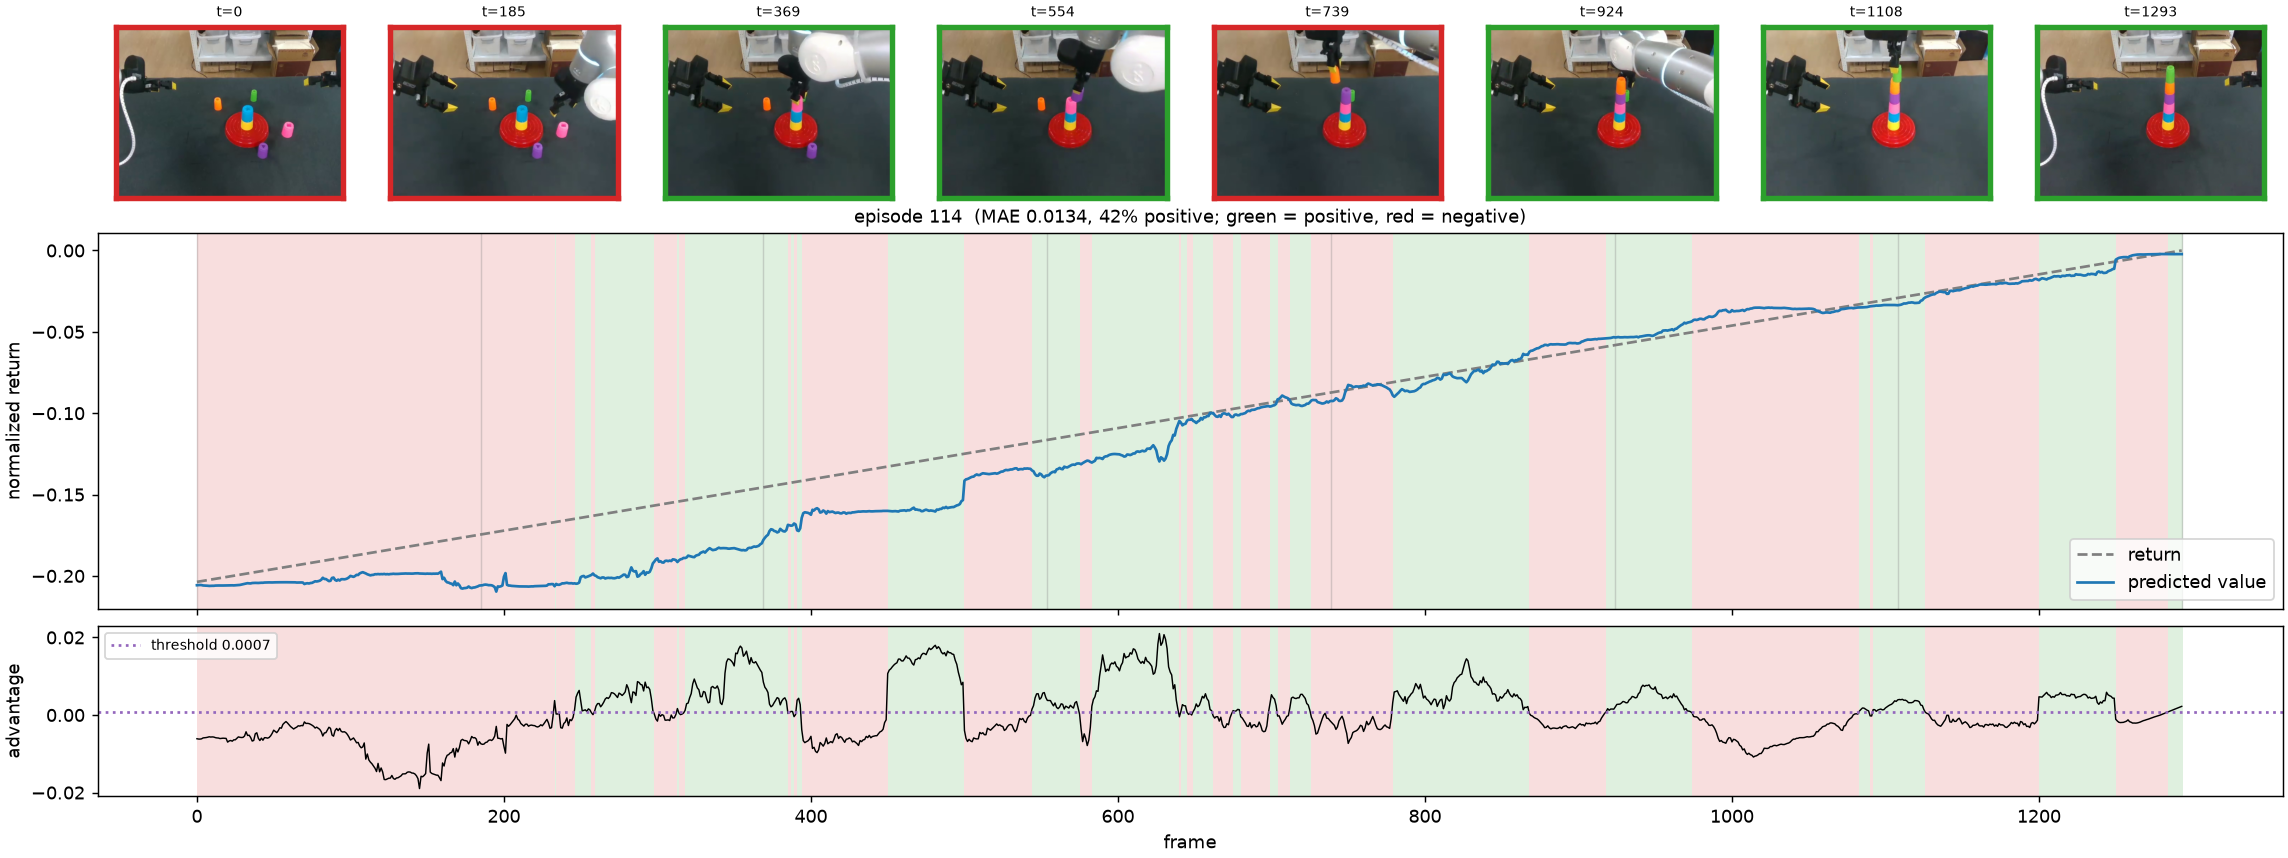 t=0 t=185 t=369 t=554 t=739 t=924 t=1108 t=1293
episode 114 (MAE 0.0134, 42% positive; green = positive, red = negative)
normalized return
0.00
−0.05
−0.10
−0.15
−0.20
return
predicted value
advantage
0.02
0.00
−0.02
threshold 0.0007
0 200 400 600 800 1000 1200
frame